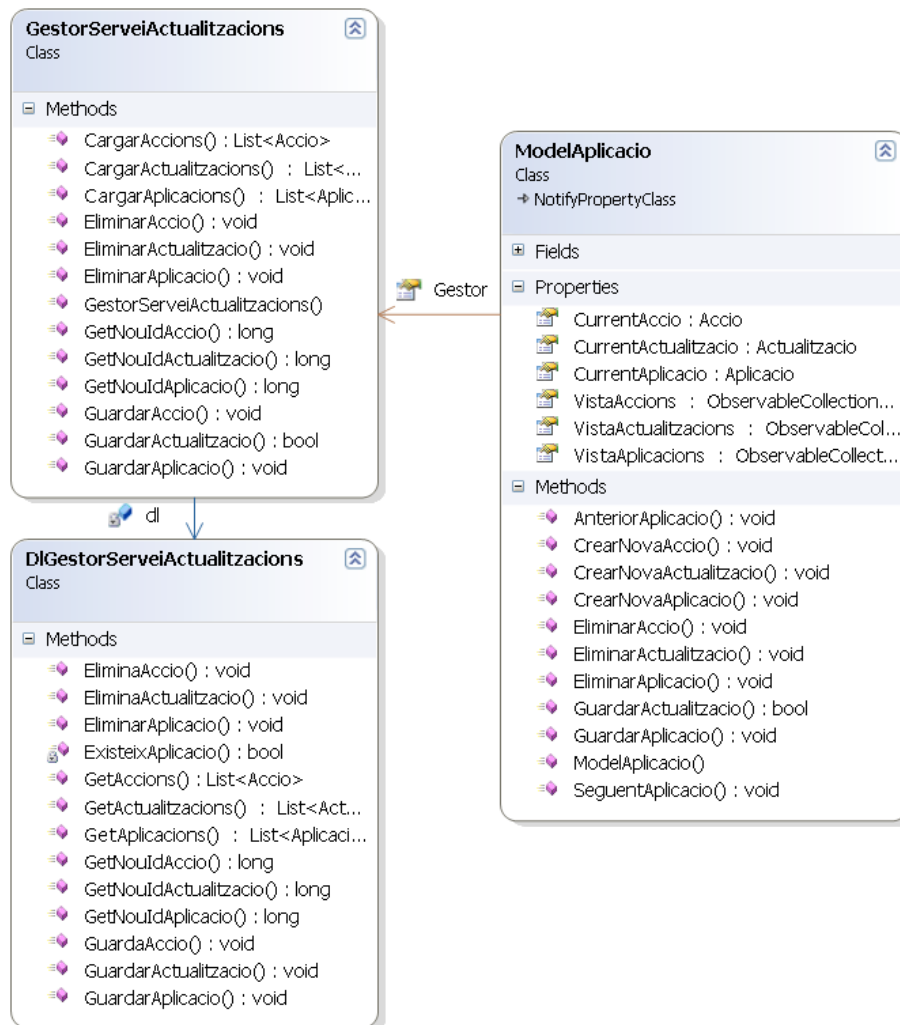 GestorServeiActualitzacions
Class
Methods
CargarAccions() : List<Accio>
CargarActualitzacions() : List<...
CargarAplicacions() : List<Aplic...
EliminarAccio() : void
EliminarActualitzacio() : void
EliminarAplicacio() : void
GestorServeiActualitzacions()
GetNouIdAccio() : long
GetNouIdActualitzacio() : long
GetNouIdAplicacio() : long
GuardarAccio() : void
GuardarActualitzacio() : bool
GuardarAplicacio() : void
dl
DlGestorServeiActualitzacions
Class
Methods
EliminaAccio() : void
EliminaActualitzacio() : void
EliminarAplicacio() : void
ExisteixAplicacio() : bool
GetAccions() : List<Accio>
GetActualitzacions() : List<Act...
GetAplicacions() : List<Aplicaci...
GetNouIdAccio() : long
GetNouIdActualitzacio() : long
GetNouIdAplicacio() : long
GuardaAccio() : void
GuardarActualitzacio() : void
GuardarAplicacio() : void
Gestor
ModelAplicacio
Class
NotifyPropertyClass
Fields
Properties
CurrentAccio : Accio
CurrentActualitzacio : Actualitzacio
CurrentAplicacio : Aplicacio
VistaAccions : ObservableCollection...
VistaActualitzacions : ObservableCol...
VistaAplicacions : ObservableCollect...
Methods
AnteriorAplicacio() : void
CrearNovaAccio() : void
CrearNovaActualitzacio() : void
CrearNovaAplicacio() : void
EliminarAccio() : void
EliminarActualitzacio() : void
EliminarAplicacio() : void
GuardarActualitzacio() : bool
GuardarAplicacio() : void
ModelAplicacio()
SeguentAplicacio() : void